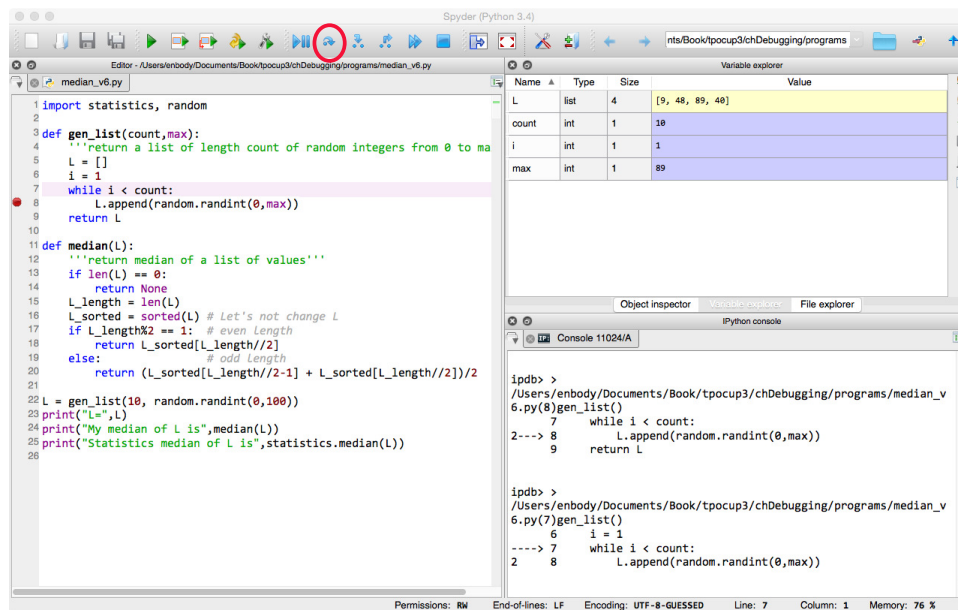 Spyder (Python 3.4)
nts/Book/tpocup3/chDebugging/programs
Editor - /Users/enbody/Documents/Book/tpocup3/chDebugging/programs/median_v6.py
median_v6.py
1 import statistics, random
2
3 def gen_list(count,max):
4     '''return a list of length count of random integers from 0 to ma
5     L = []
6     i = 1
7     while i < count:
8         L.append(random.randint(0,max))
9     return L
10
11 def median(L):
12     '''return median of a list of values'''
13     if len(L) == 0:
14         return None
15     L_length = len(L)
16     L_sorted = sorted(L) # Let's not change L
17     if L_length%2 == 1:  # even Length
18         return L_sorted[L_length//2]
19     else:                # odd Length
20         return (L_sorted[L_length//2-1] + L_sorted[L_length//2])/2
21
22 L = gen_list(10, random.randint(0,100))
23 print("L=",L)
24 print("My median of L is",median(L))
25 print("Statistics median of L is",statistics.median(L))
26
Variable explorer
Name Type Size Value
L list 4 [9, 48, 89, 40]
count int 1 10
i int 1 1
max int 1 89
Object inspector Variable explorer File explorer
IPython console
Console 11024/A
ipdb> >
/Users/enbody/Documents/Book/tpocup3/chDebugging/programs/median_v
6.py(8)gen_list()
      7     while i < count:
2---> 8         L.append(random.randint(0,max))
      9     return L
ipdb> >
/Users/enbody/Documents/Book/tpocup3/chDebugging/programs/median_v
6.py(7)gen_list()
      6     i = 1
----> 7     while i < count:
2     8         L.append(random.randint(0,max))
Permissions: RW End-of-lines: LF Encoding: UTF-8-GUESSED Line: 7 Column: 1 Memory: 76 %